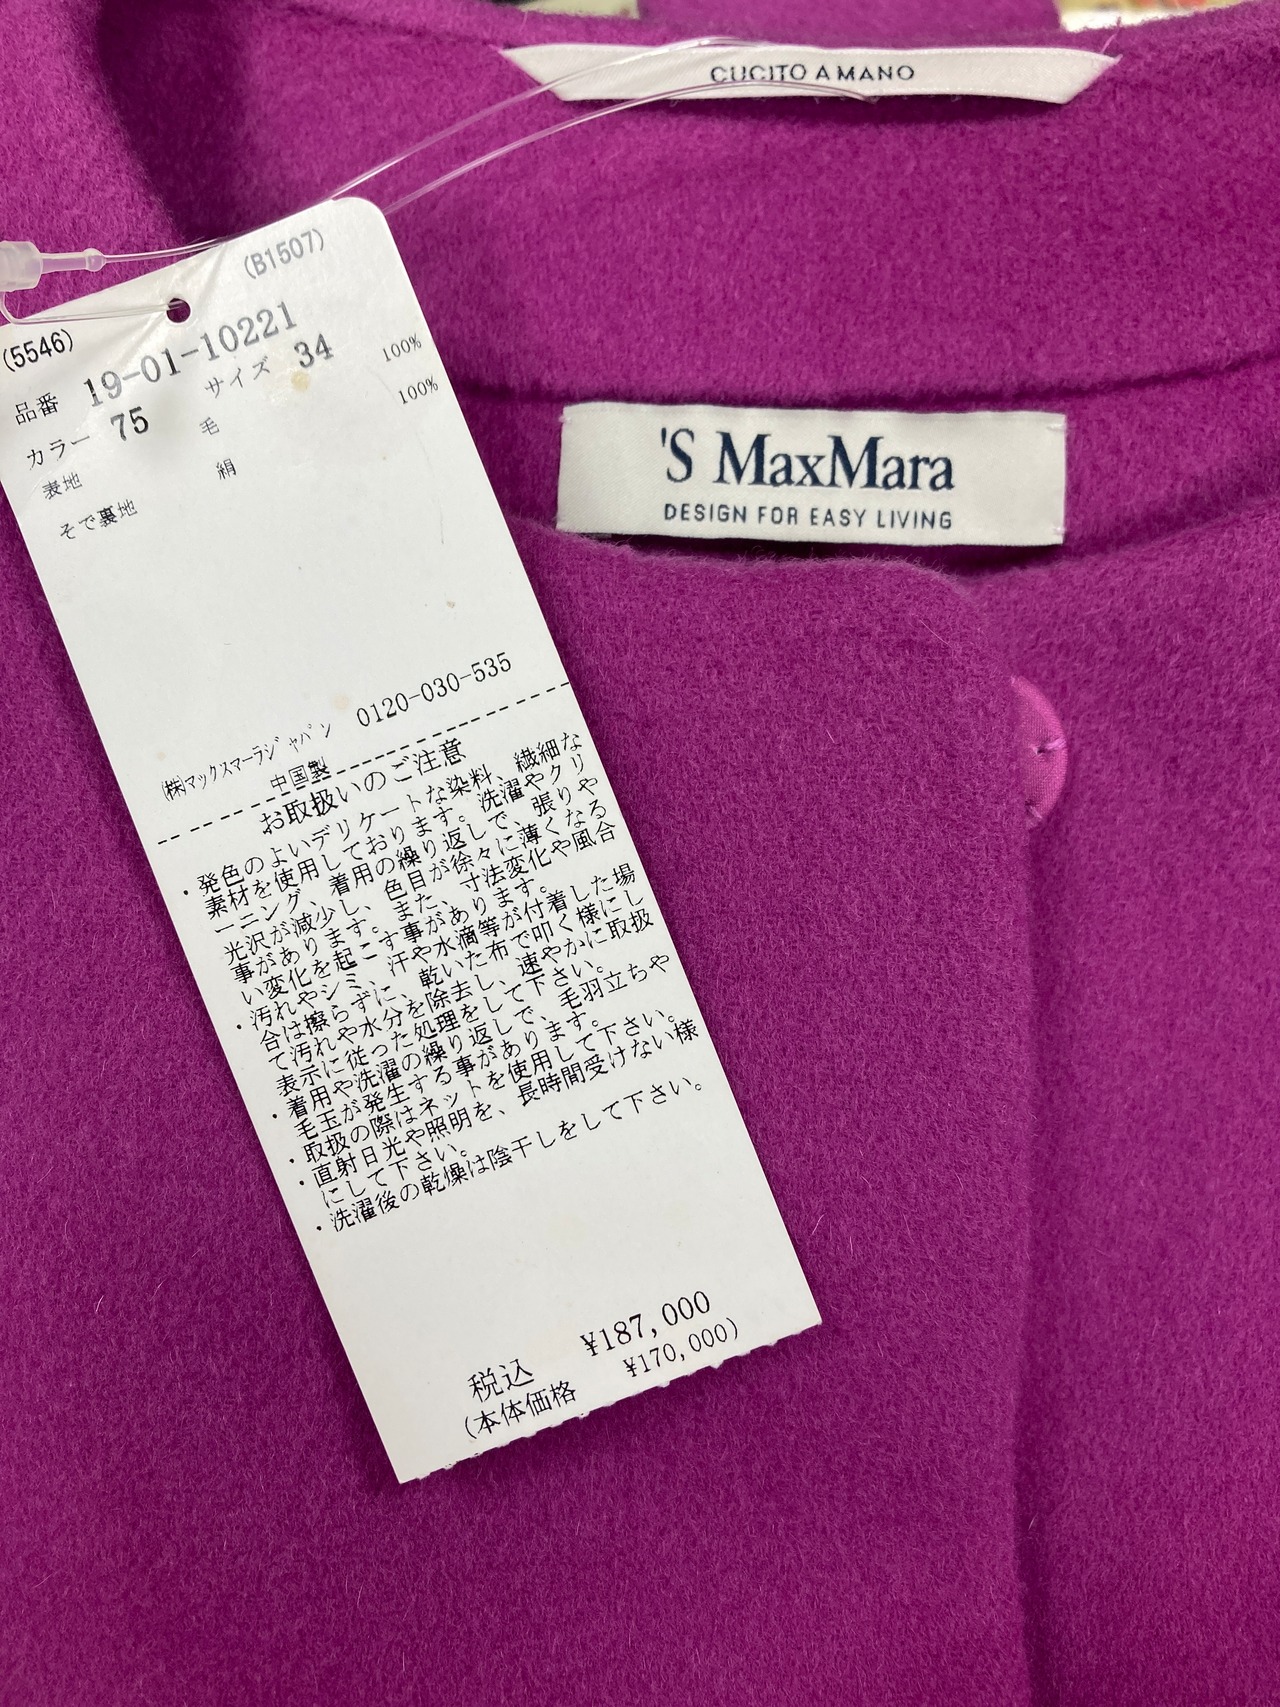 CUCITO A MANO
'S MaxMara
DESIGN FOR EASY LIVING
(B1507)
(5546)
品番 19-01-10221
カラー 75 サイズ 34
表地 毛 100%
そで裏地 絹 100%
㈱マックスマーラジャパン 0120-030-535
中国製
お取扱いのご注意
・発色のよいデリケートな染料、繊細な
素材を使用しております。洗濯やクリ
ーニング、着用の繰り返しで、張りや
光沢が減少し、色目が徐々に薄くなる
事があります。また、寸法変化や風合
い変化を起こす事があります。
・汚れやシミ、汗や水滴等が付着した場
合は擦らずに、乾いた布で叩く様にし
て汚れや水分を除去し、速やかに取扱
表示に従った処理をして下さい。
・着用や洗濯の繰り返しで、毛羽立ちや
毛玉が発生する事があります。
・取扱の際はネットを使用して下さい。
・直射日光や照明を、長時間受けない様
にして下さい。
・洗濯後の乾燥は陰干しをして下さい。
税込 ¥187,000
(本体価格 ¥170,000)